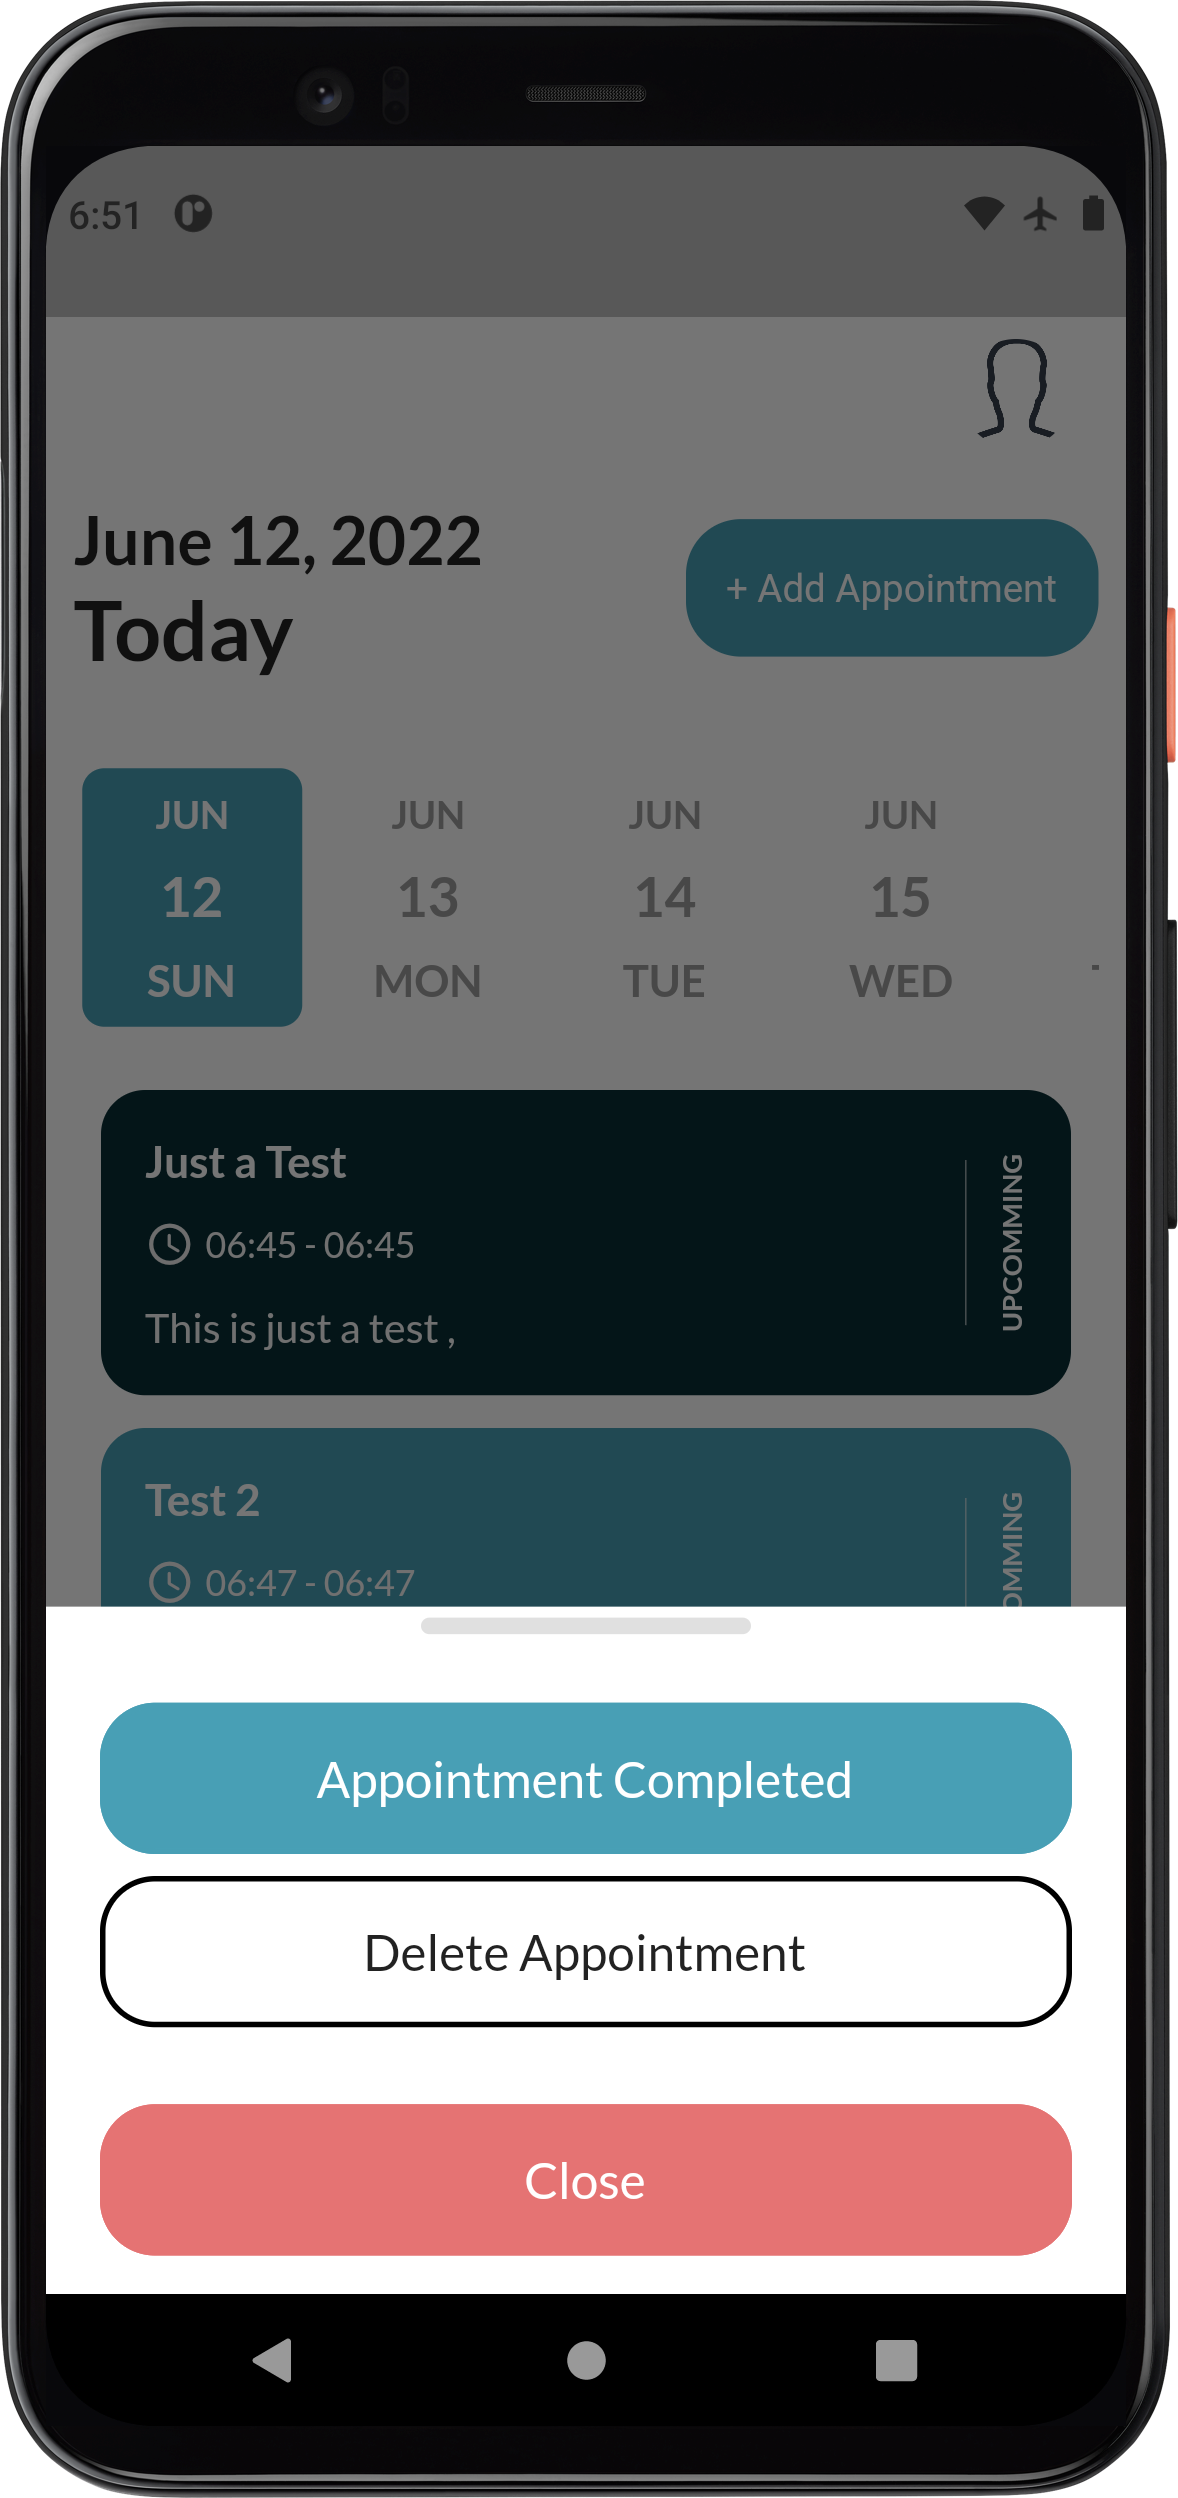 6:51
June 12, 2022
Today
+ Add Appointment
JUN
12
SUN
JUN
13
MON
JUN
14
TUE
JUN
15
WED
Just a Test
06:45 - 06:45
This is just a test ,
UPCOMMING
Test 2
06:47 - 06:47
OMMING
Appointment Completed
Delete Appointment
Close